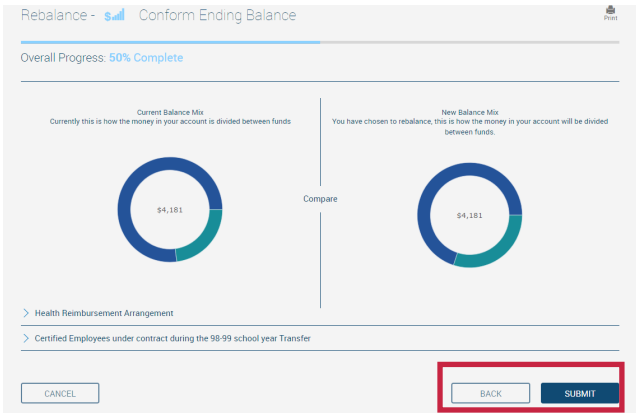 Rebalance - $ Conform Ending Balance
Print
Overall Progress: 50% Complete
Current Balance Mix
Currently this is how the money in your account is divided between funds
New Balance Mix
You have chosen to rebalance, this is how the money in your account will be divided
between funds.
$4,181
Compare
$4,181
Health Reimbursement Arrangement
Certified Employees under contract during the 98-99 school year Transfer
CANCEL
BACK
SUBMIT